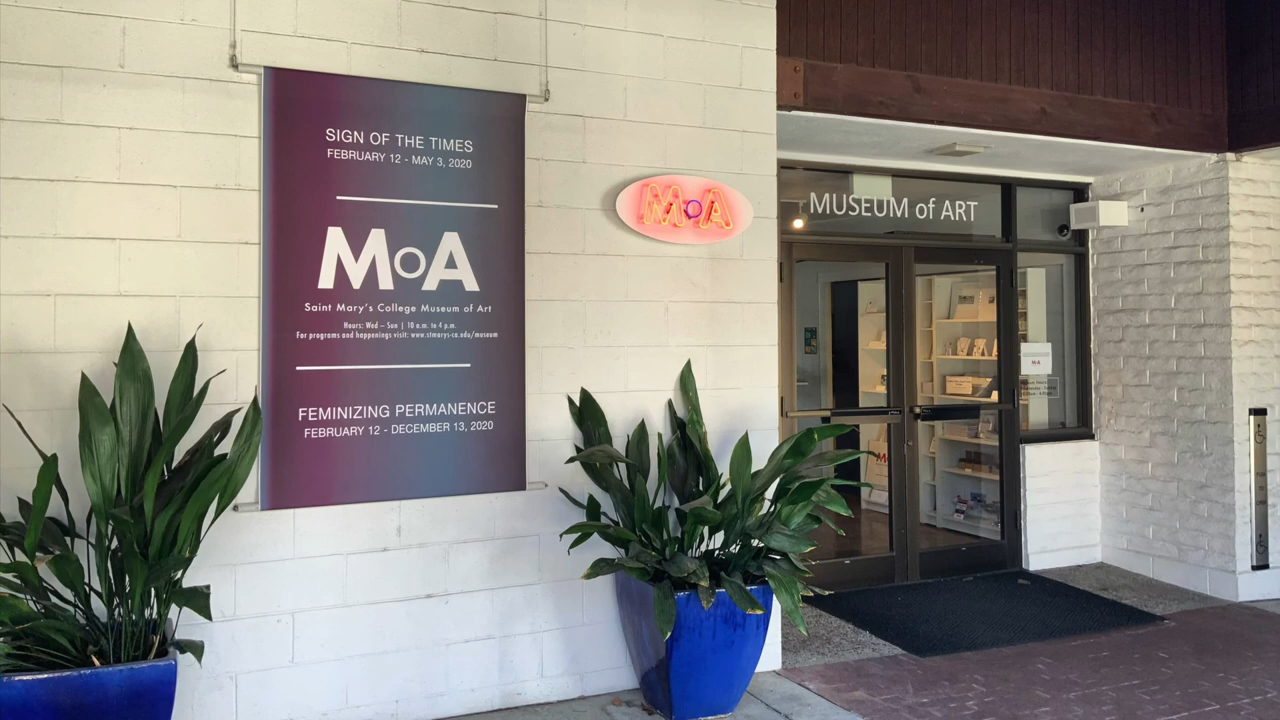 SIGN OF THE TIMES
FEBRUARY 12 - MAY 3, 2020
MoA
Saint Mary's College Museum of Art
Hours: Wed – Sun | 10 a.m. to 4 p.m.
For programs and happenings visit: www.stmarys-ca.edu/museum
FEMINIZING PERMANENCE
FEBRUARY 12 - DECEMBER 13, 2020
MoA
MUSEUM of ART
MoA